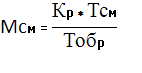 Мсм = Кр * Тсм
Тобр